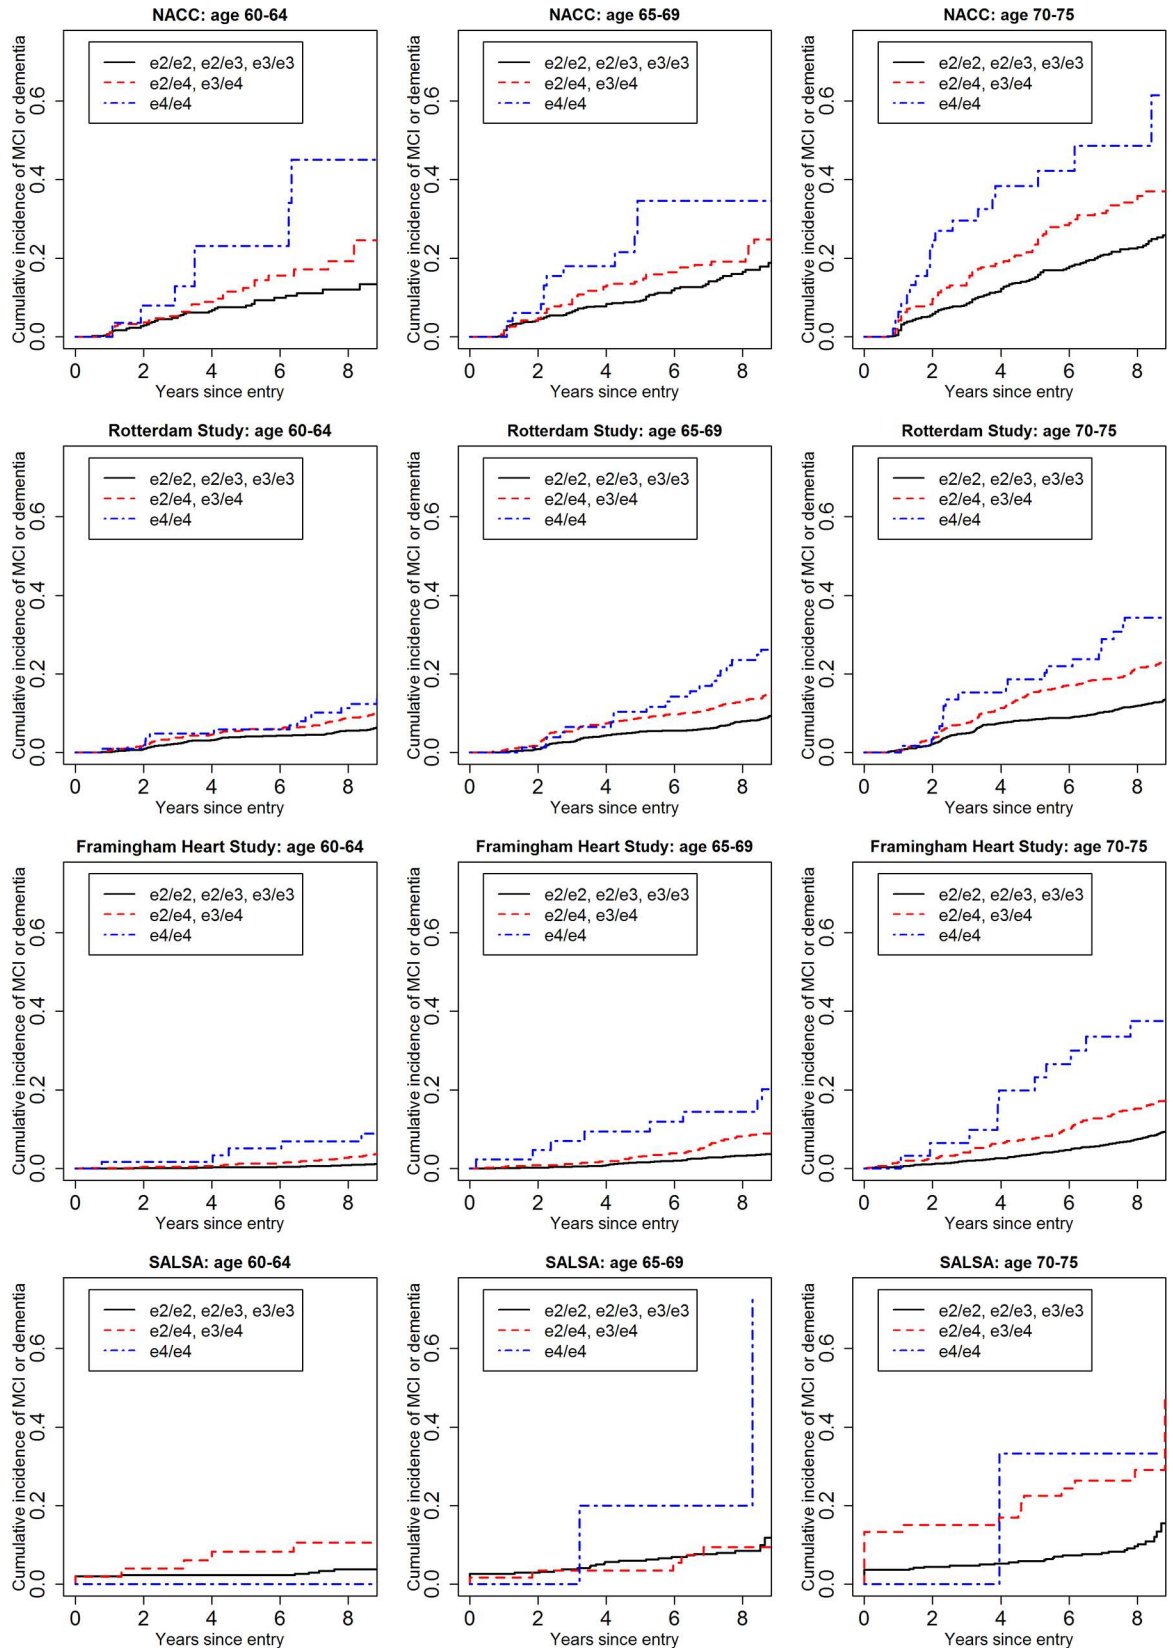 NACC: age 60-64
Cumulative incidence of MCI or dementia
0.0 0.2 0.4 0.6
e2/e2, e2/e3, e3/e3
e2/e4, e3/e4
e4/e4
0 2 4 6 8
Years since entry
NACC: age 65-69
Cumulative incidence of MCI or dementia
0.0 0.2 0.4 0.6
e2/e2, e2/e3, e3/e3
e2/e4, e3/e4
e4/e4
0 2 4 6 8
Years since entry
NACC: age 70-75
Cumulative incidence of MCI or dementia
0.0 0.2 0.4 0.6
e2/e2, e2/e3, e3/e3
e2/e4, e3/e4
e4/e4
0 2 4 6 8
Years since entry
Rotterdam Study: age 60-64
Cumulative incidence of MCI or dementia
0.0 0.2 0.4 0.6
e2/e2, e2/e3, e3/e3
e2/e4, e3/e4
e4/e4
0 2 4 6 8
Years since entry
Rotterdam Study: age 65-69
Cumulative incidence of MCI or dementia
0.0 0.2 0.4 0.6
e2/e2, e2/e3, e3/e3
e2/e4, e3/e4
e4/e4
0 2 4 6 8
Years since entry
Rotterdam Study: age 70-75
Cumulative incidence of MCI or dementia
0.0 0.2 0.4 0.6
e2/e2, e2/e3, e3/e3
e2/e4, e3/e4
e4/e4
0 2 4 6 8
Years since entry
Framingham Heart Study: age 60-64
Cumulative incidence of MCI or dementia
0.0 0.2 0.4 0.6
e2/e2, e2/e3, e3/e3
e2/e4, e3/e4
e4/e4
0 2 4 6 8
Years since entry
Framingham Heart Study: age 65-69
Cumulative incidence of MCI or dementia
0.0 0.2 0.4 0.6
e2/e2, e2/e3, e3/e3
e2/e4, e3/e4
e4/e4
0 2 4 6 8
Years since entry
Framingham Heart Study: age 70-75
Cumulative incidence of MCI or dementia
0.0 0.2 0.4 0.6
e2/e2, e2/e3, e3/e3
e2/e4, e3/e4
e4/e4
0 2 4 6 8
Years since entry
SALSA: age 60-64
Cumulative incidence of MCI or dementia
0.0 0.2 0.4 0.6
e2/e2, e2/e3, e3/e3
e2/e4, e3/e4
e4/e4
0 2 4 6 8
Years since entry
SALSA: age 65-69
Cumulative incidence of MCI or dementia
0.0 0.2 0.4 0.6
e2/e2, e2/e3, e3/e3
e2/e4, e3/e4
e4/e4
0 2 4 6 8
Years since entry
SALSA: age 70-75
Cumulative incidence of MCI or dementia
0.0 0.2 0.4 0.6
e2/e2, e2/e3, e3/e3
e2/e4, e3/e4
e4/e4
0 2 4 6 8
Years since entry